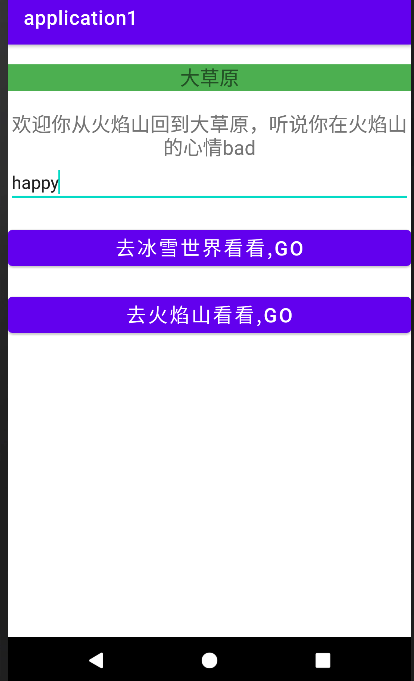 application1
大草原
欢迎你从火焰山回到大草原，听说你在火焰山
的心情bad
happy
去冰雪世界看看,GO
去火焰山看看,GO